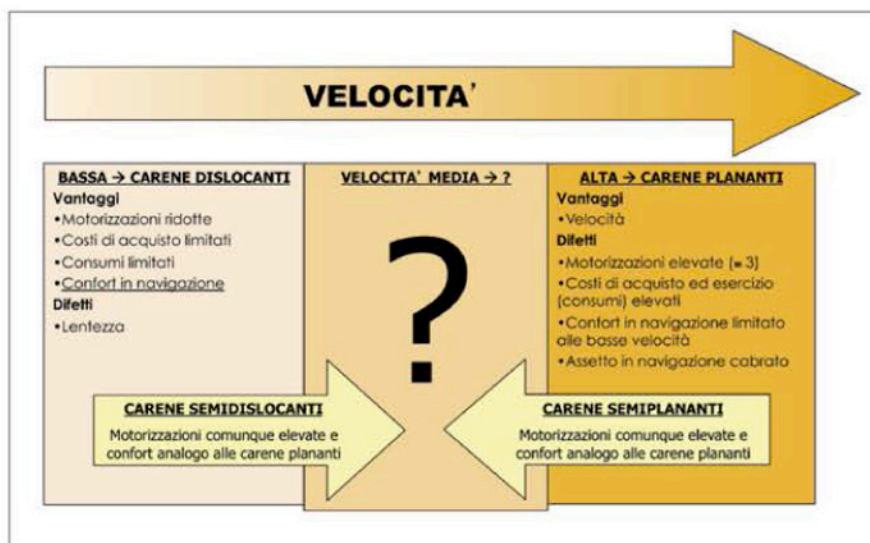 VELOCITA'
BASSA → CARENE DISLOCANTI
Vantaggi
•Motorizzazioni ridotte
•Costi di acquisto limitati
•Consumi limitati
•Confort in navigazione
Difetti
•Lentezza
VELOCITA' MEDIA → ?
?
ALTA → CARENE PLANANTI
Vantaggi
•Velocità
Difetti
•Motorizzazioni elevate (= 3)
•Costi di acquisto ed esercizio
(consumi) elevati
•Confort in navigazione limitato
alle basse velocità
•Assetto in navigazione cabrato
CARENE SEMIDISLOCANTI
Motorizzazioni comunque elevate e
confort analogo alle carene plananti
CARENE SEMIPLANANTI
Motorizzazioni comunque elevate e
confort analogo alle carene plananti